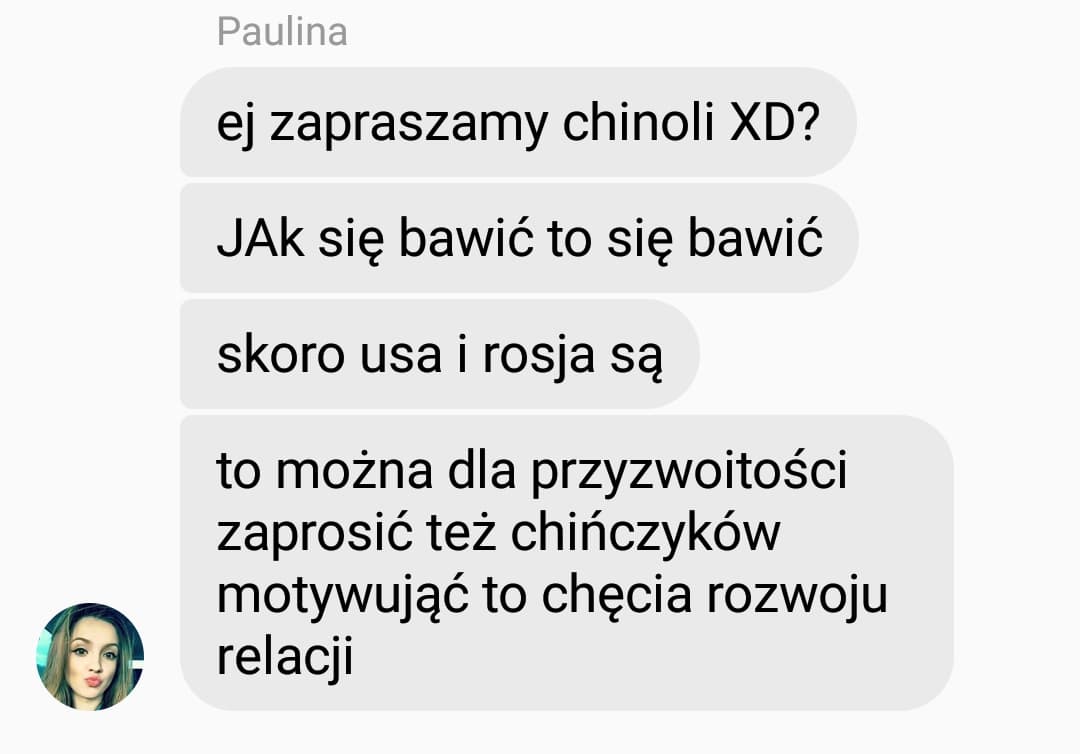 Paulina
ej zapraszamy chinoli XD?
JAk się bawić to się bawić
skoro usa i rosja są
to można dla przyzwoitości
zaprosić też chińczyków
motywująć to chęcia rozwoju
relacji